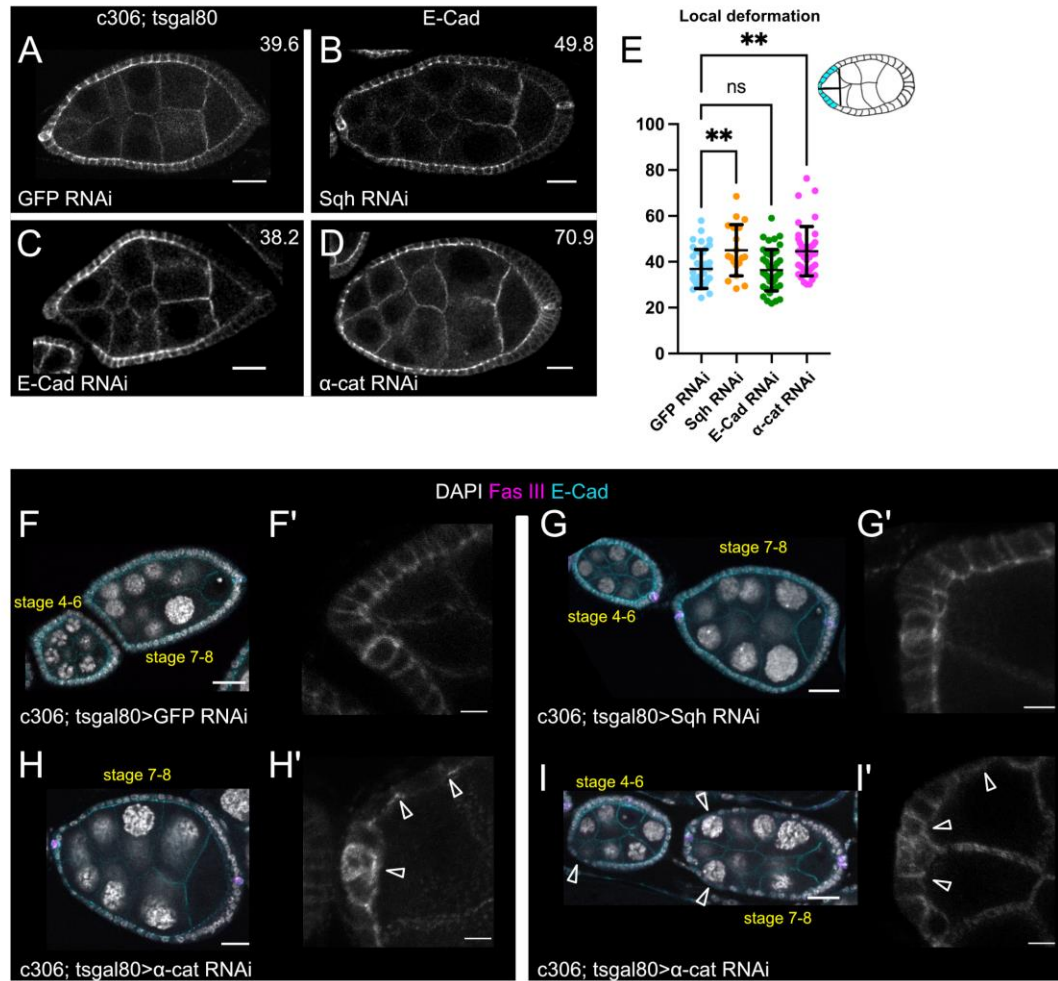 c306; tsgal80
E-Cad
A
39.6
GFP RNAi
B
49.8
Sqh RNAi
C
38.2
E-Cad RNAi
D
70.9
α-cat RNAi
E
Local deformation
**
ns
**
100
80
60
40
20
0
GFP RNAi
Sqh RNAi
E-Cad RNAi
α-cat RNAi
DAPI Fas III E-Cad
F
stage 4-6
stage 7-8
c306; tsgal80>GFP RNAi
F'
G
stage 7-8
stage 4-6
c306; tsgal80>Sqh RNAi
G'
H
stage 7-8
c306; tsgal80>α-cat RNAi
H'
I
stage 4-6
stage 7-8
c306; tsgal80>α-cat RNAi
I'